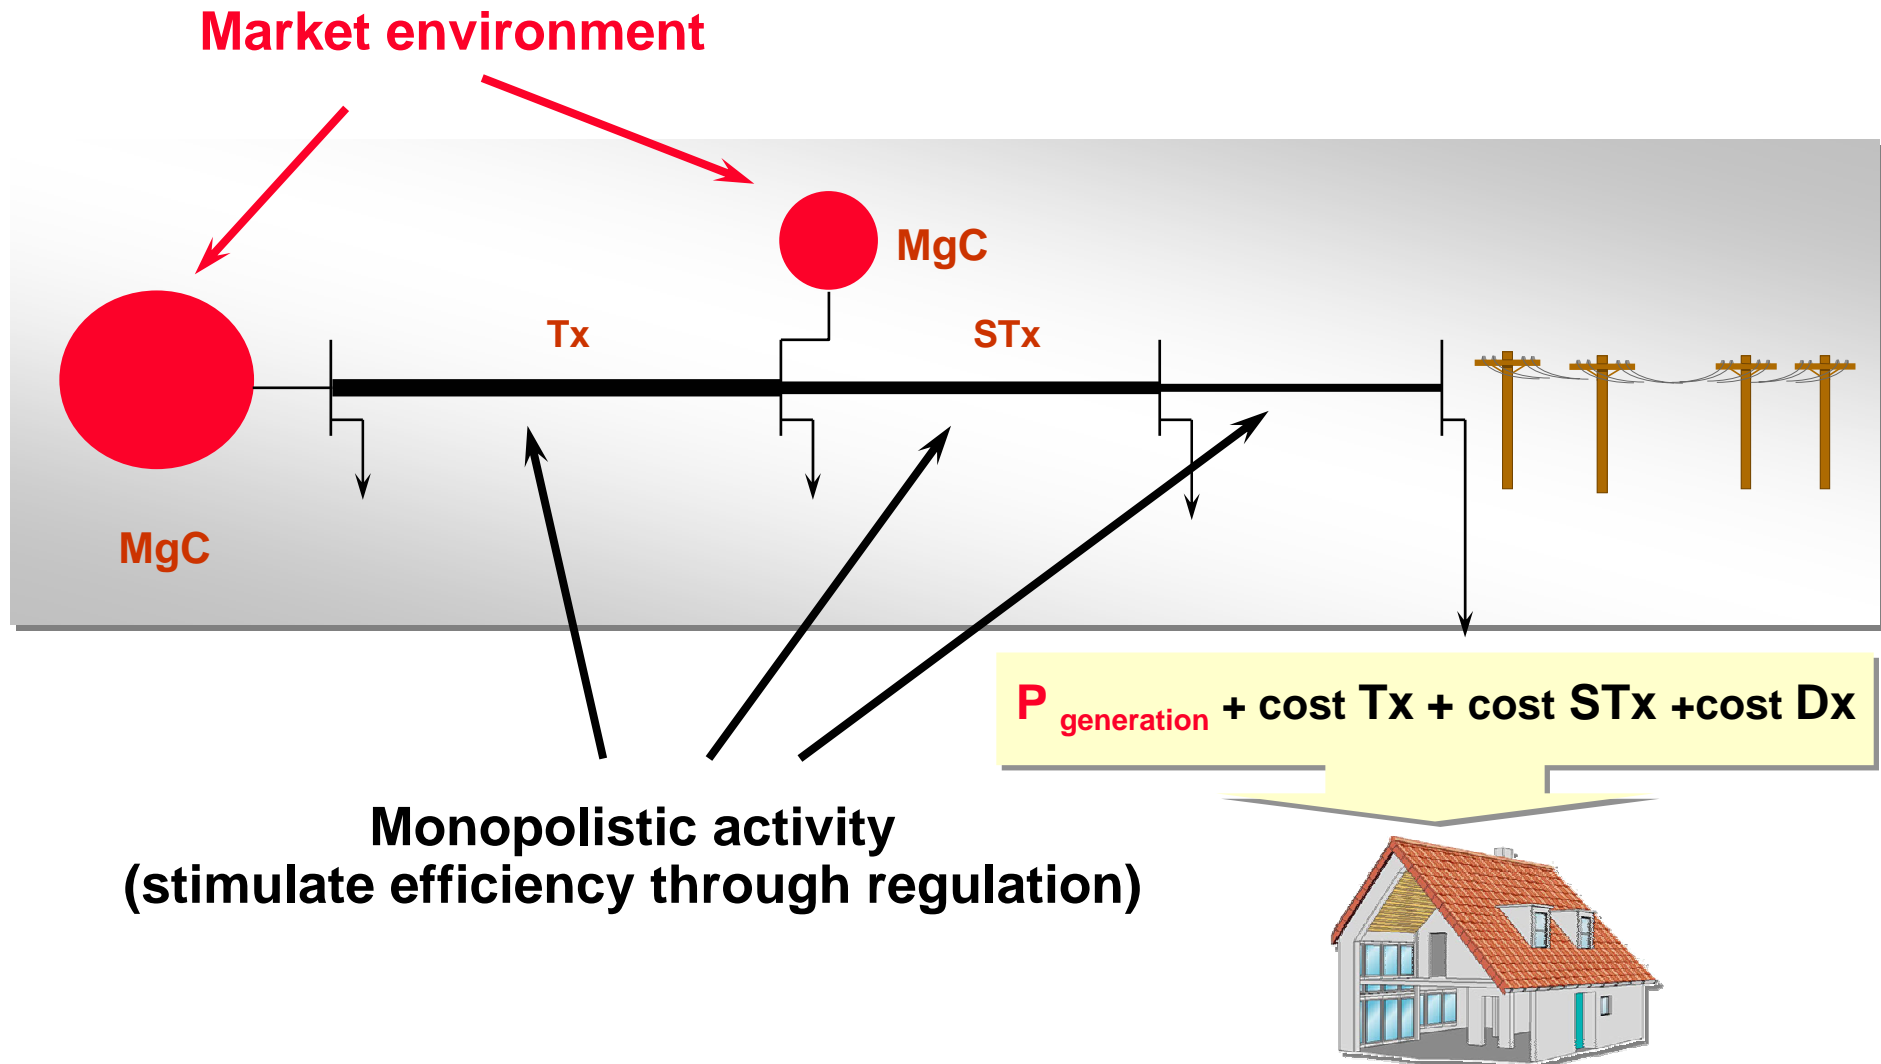 Market environment
MgC
Tx
STx
MgC
P generation + cost Tx + cost STx +cost Dx
Monopolistic activity
(stimulate efficiency through regulation)